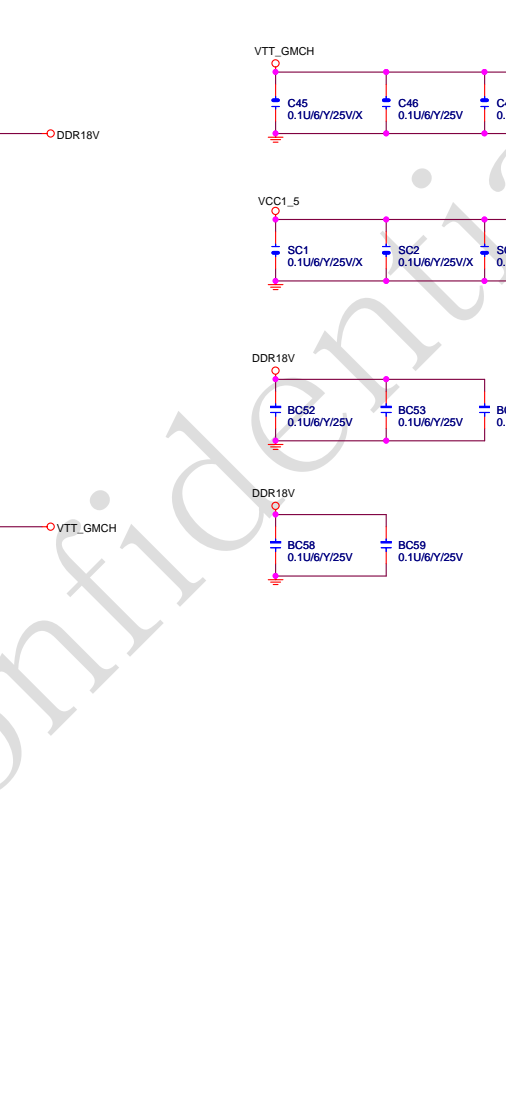 VTT_GMCH
C45
0.1U/6/Y/25V/X
C46
0.1U/6/Y/25V
DDR18V
VCC1_5
SC1
0.1U/6/Y/25V/X
SC2
0.1U/6/Y/25V/X
DDR18V
BC52
0.1U/6/Y/25V
BC53
0.1U/6/Y/25V
DDR18V
VTT_GMCH
BC58
0.1U/6/Y/25V
BC59
0.1U/6/Y/25V